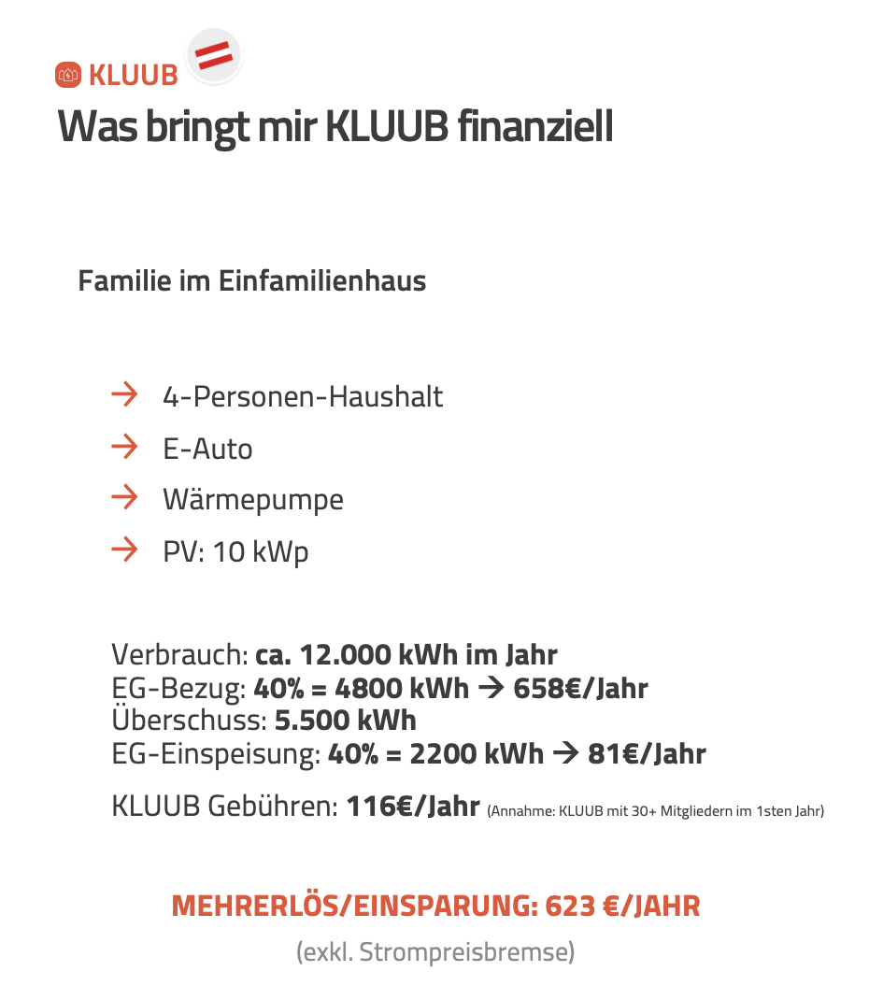 KLUUB
Was bringt mir KLUUB finanziell
Familie im Einfamilienhaus
→ 4-Personen-Haushalt
→ E-Auto
→ Wärmepumpe
→ PV: 10 kWp
Verbrauch: ca. 12.000 kWh im Jahr
EG-Bezug: 40% = 4800 kWh → 658€/Jahr
Überschuss: 5.500 kWh
EG-Einspeisung: 40% = 2200 kWh → 81€/Jahr
KLUUB Gebühren: 116€/Jahr (Annahme: KLUUB mit 30+ Mitgliedern im 1sten Jahr)
MEHRERLÖS/EINSPARUNG: 623 €/JAHR
(exkl. Strompreisbremse)